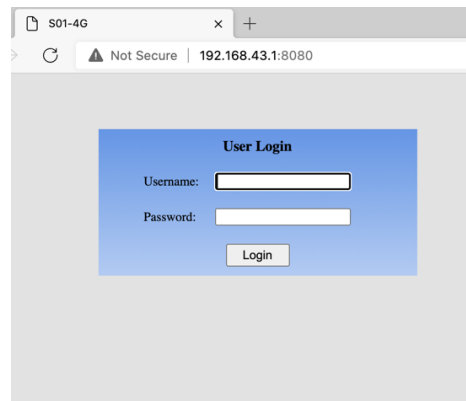 S01-4G
Not Secure | 192.168.43.1:8080
User Login
Username:
Password:
Login